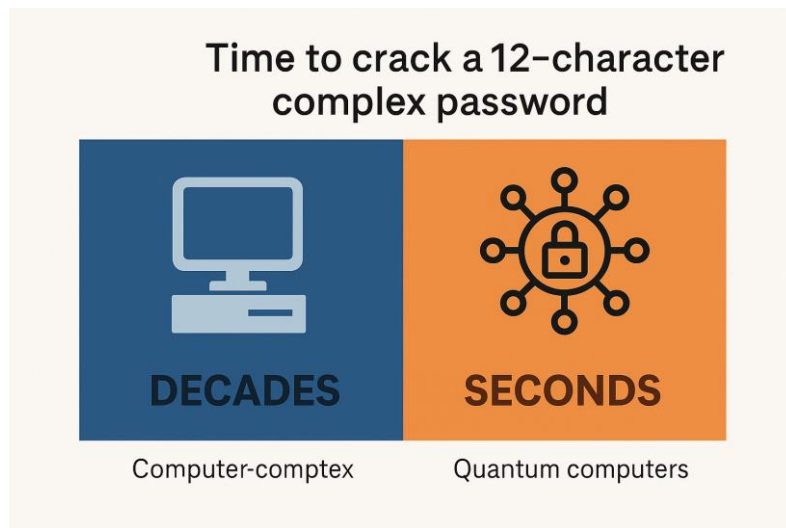 Time to crack a 12-character
complex password
DECADES
SECONDS
Computer-comptex
Quantum computers